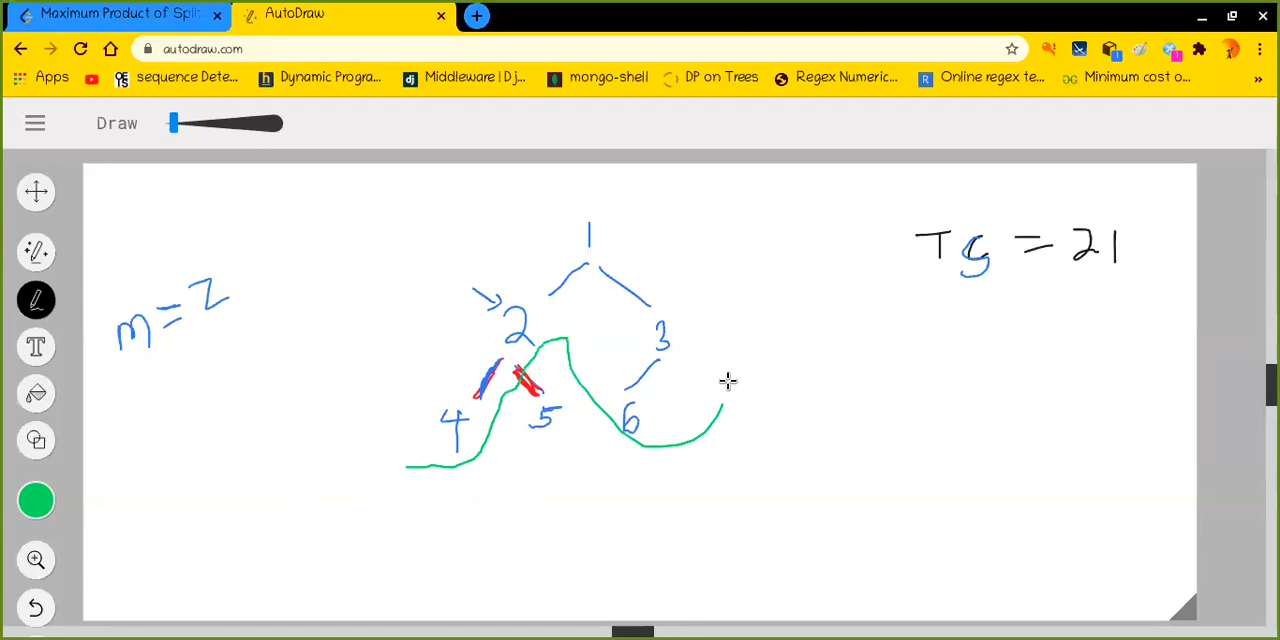 Maximum Product of Spli
AutoDraw
autodraw.com
Apps
sequence Dete...
Dynamic Progra...
Middleware | Dj...
mongo-shell
DP on Trees
Regex Numeric...
Online regex te...
Minimum cost o...
»
Draw
1
TS = 21
m = 2
2
3
4
5
6